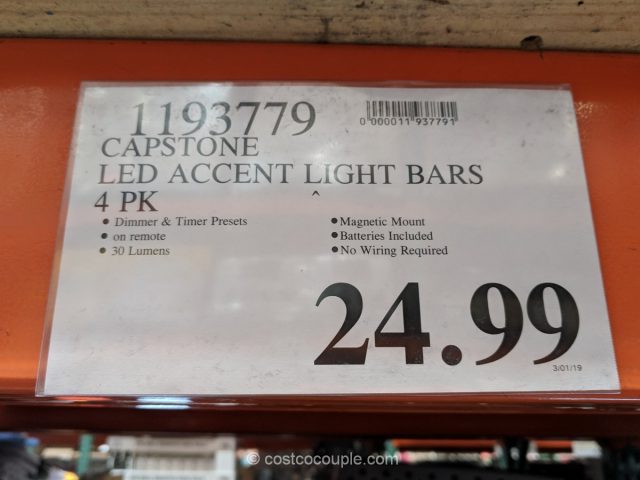 1193779
0 000011 937791
CAPSTONE
LED ACCENT LIGHT BARS
4 PK
^
• Dimmer & Timer Presets
• on remote
• 30 Lumens
• Magnetic Mount
• Batteries Included
• No Wiring Required
24.99
3/01/19
© costcocouple.com